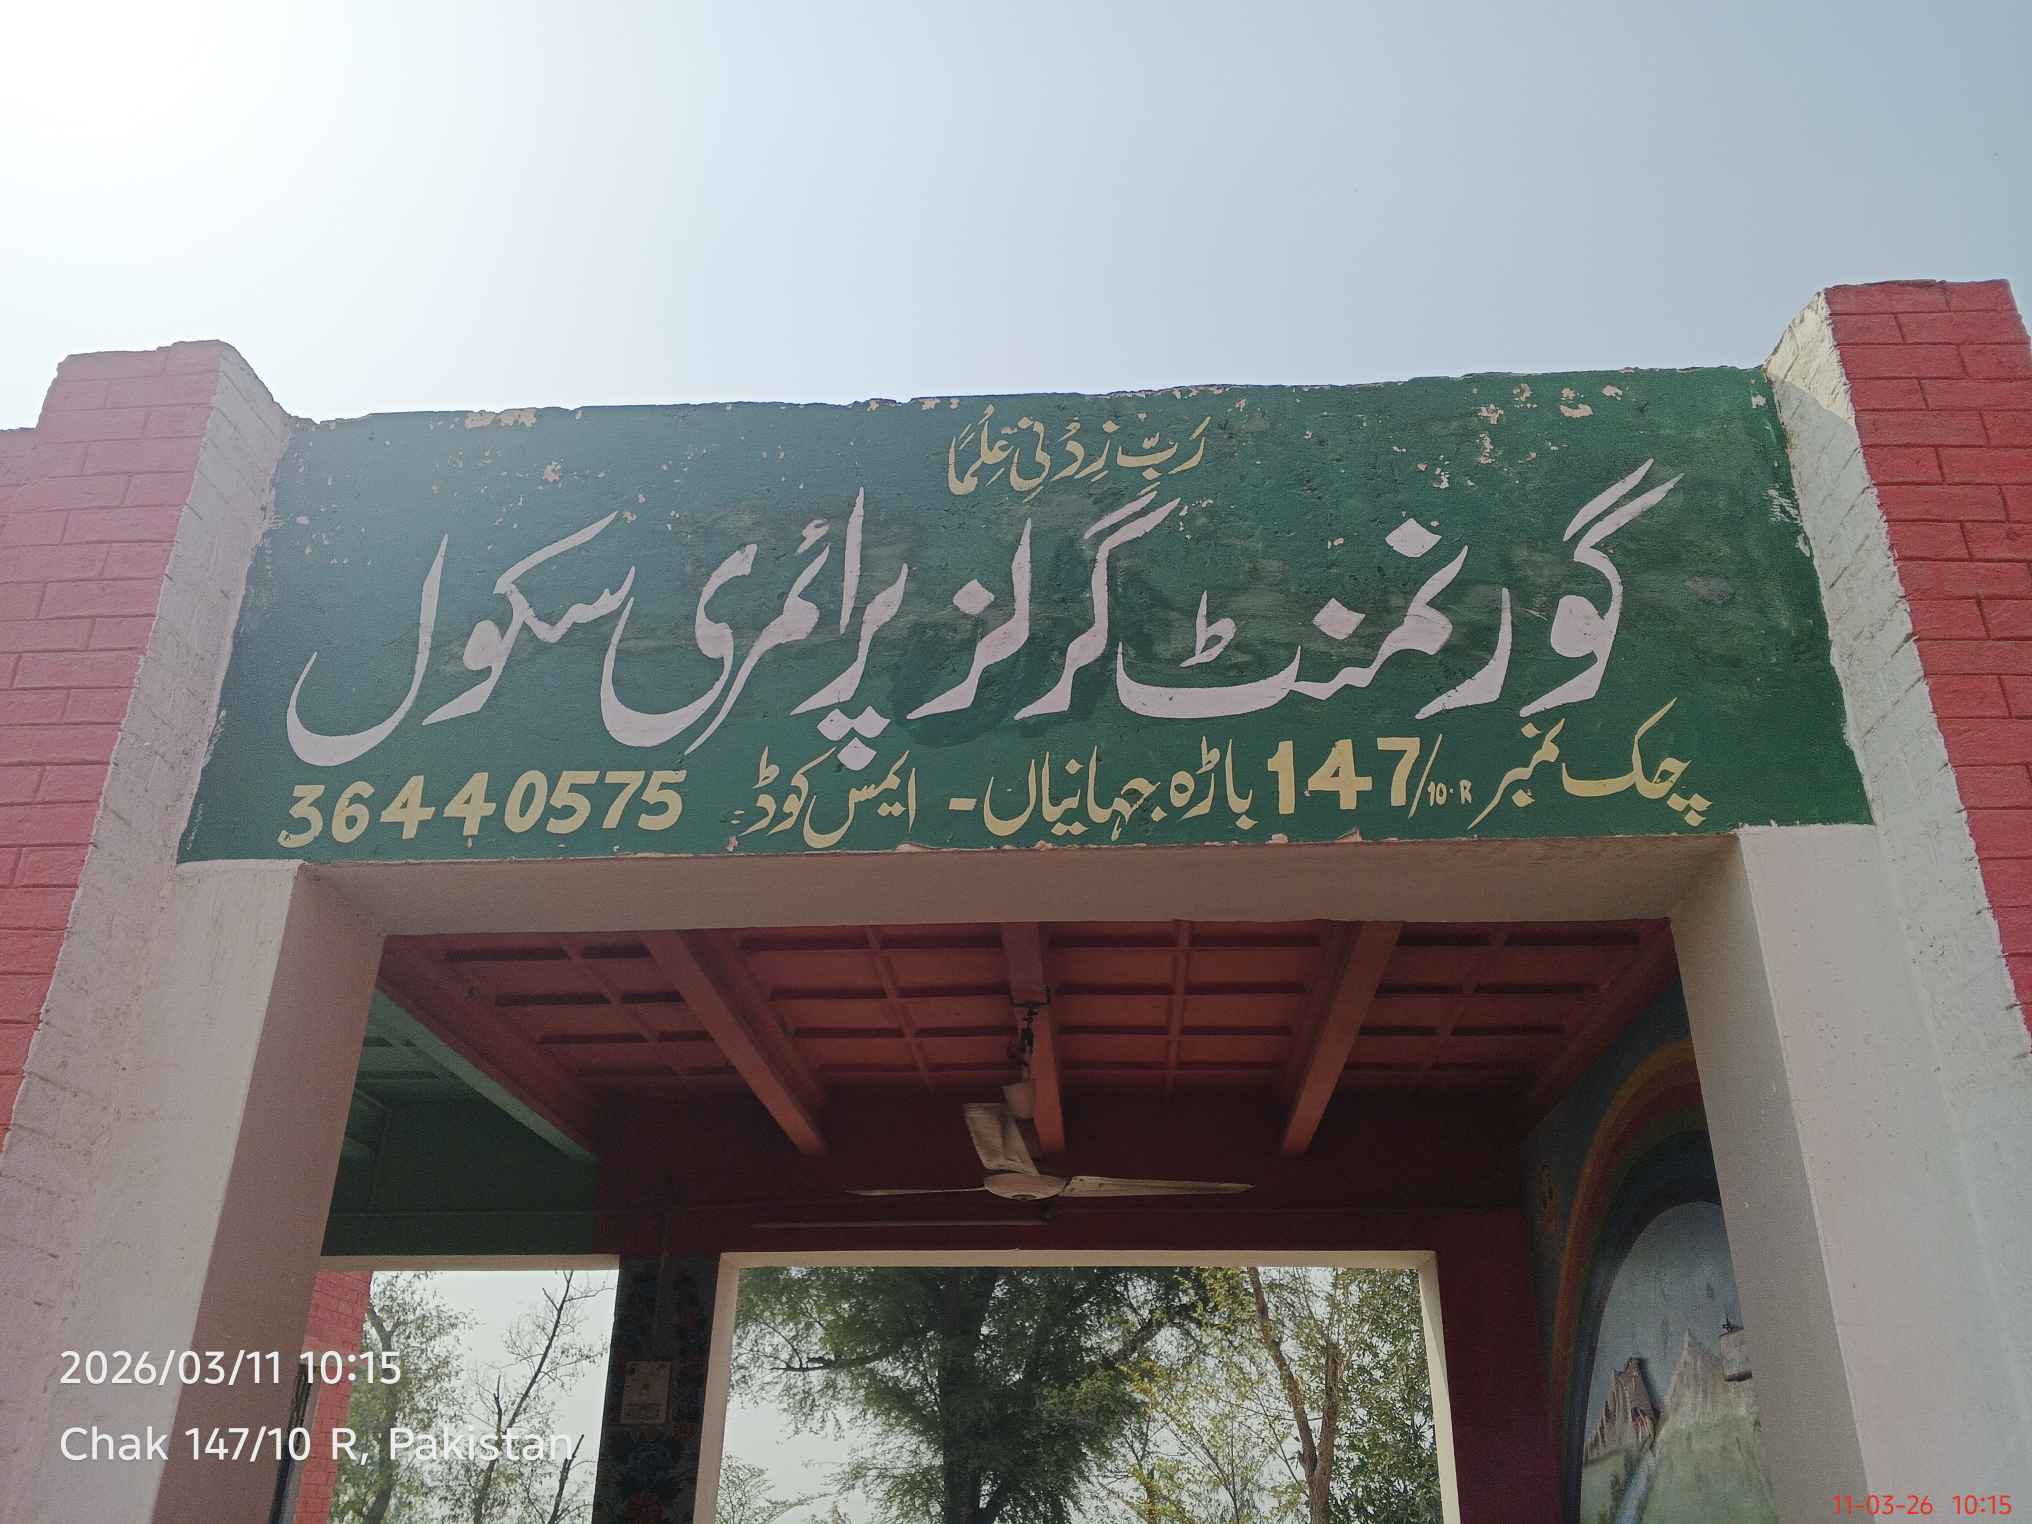 رَبِّ زِدْنِی عِلْمًا
گورنمنٹ گرلز پرائمری سکول
چک نمبر 147/10.R باڑہ جہانیاں - ایمس کوڈ: 36440575
2026/03/11 10:15
Chak 147/10 R, Pakistan
11-03-26 10:15